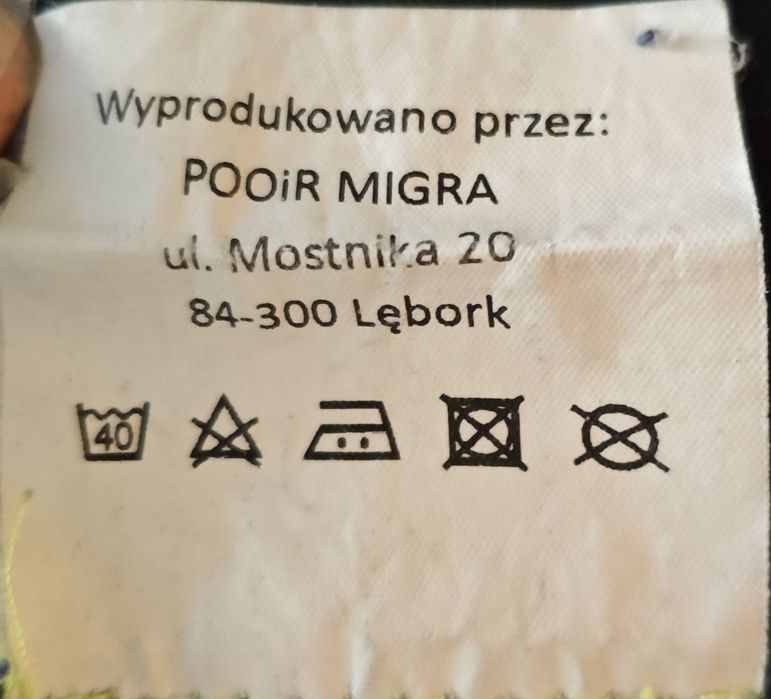 Wyprodukowano przez:
POOiR MIGRA
ul. Mostnika 20
84-300 Lębork
40